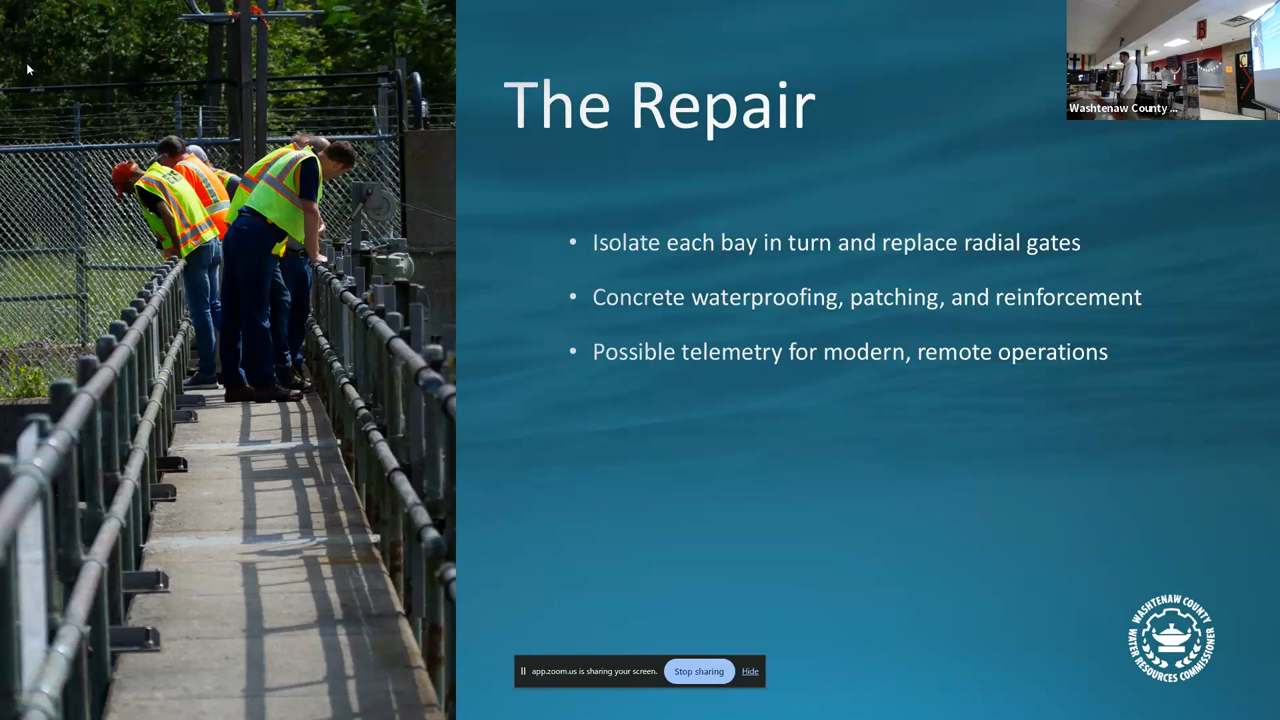 The Repair
Washtenaw County ...
• Isolate each bay in turn and replace radial gates
• Concrete waterproofing, patching, and reinforcement
• Possible telemetry for modern, remote operations
WASHTENAW COUNTY
WATER RESOURCES COMMISSIONER
app.zoom.us is sharing your screen. Stop sharing Hide